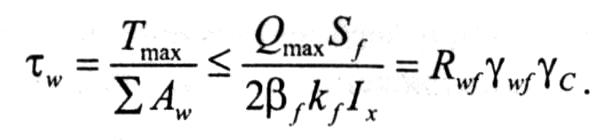 τ_w = T_max / ΣA_w ≤ Q_max S_f / 2β_f k_f I_x = R_wf γ_wf γ_C .